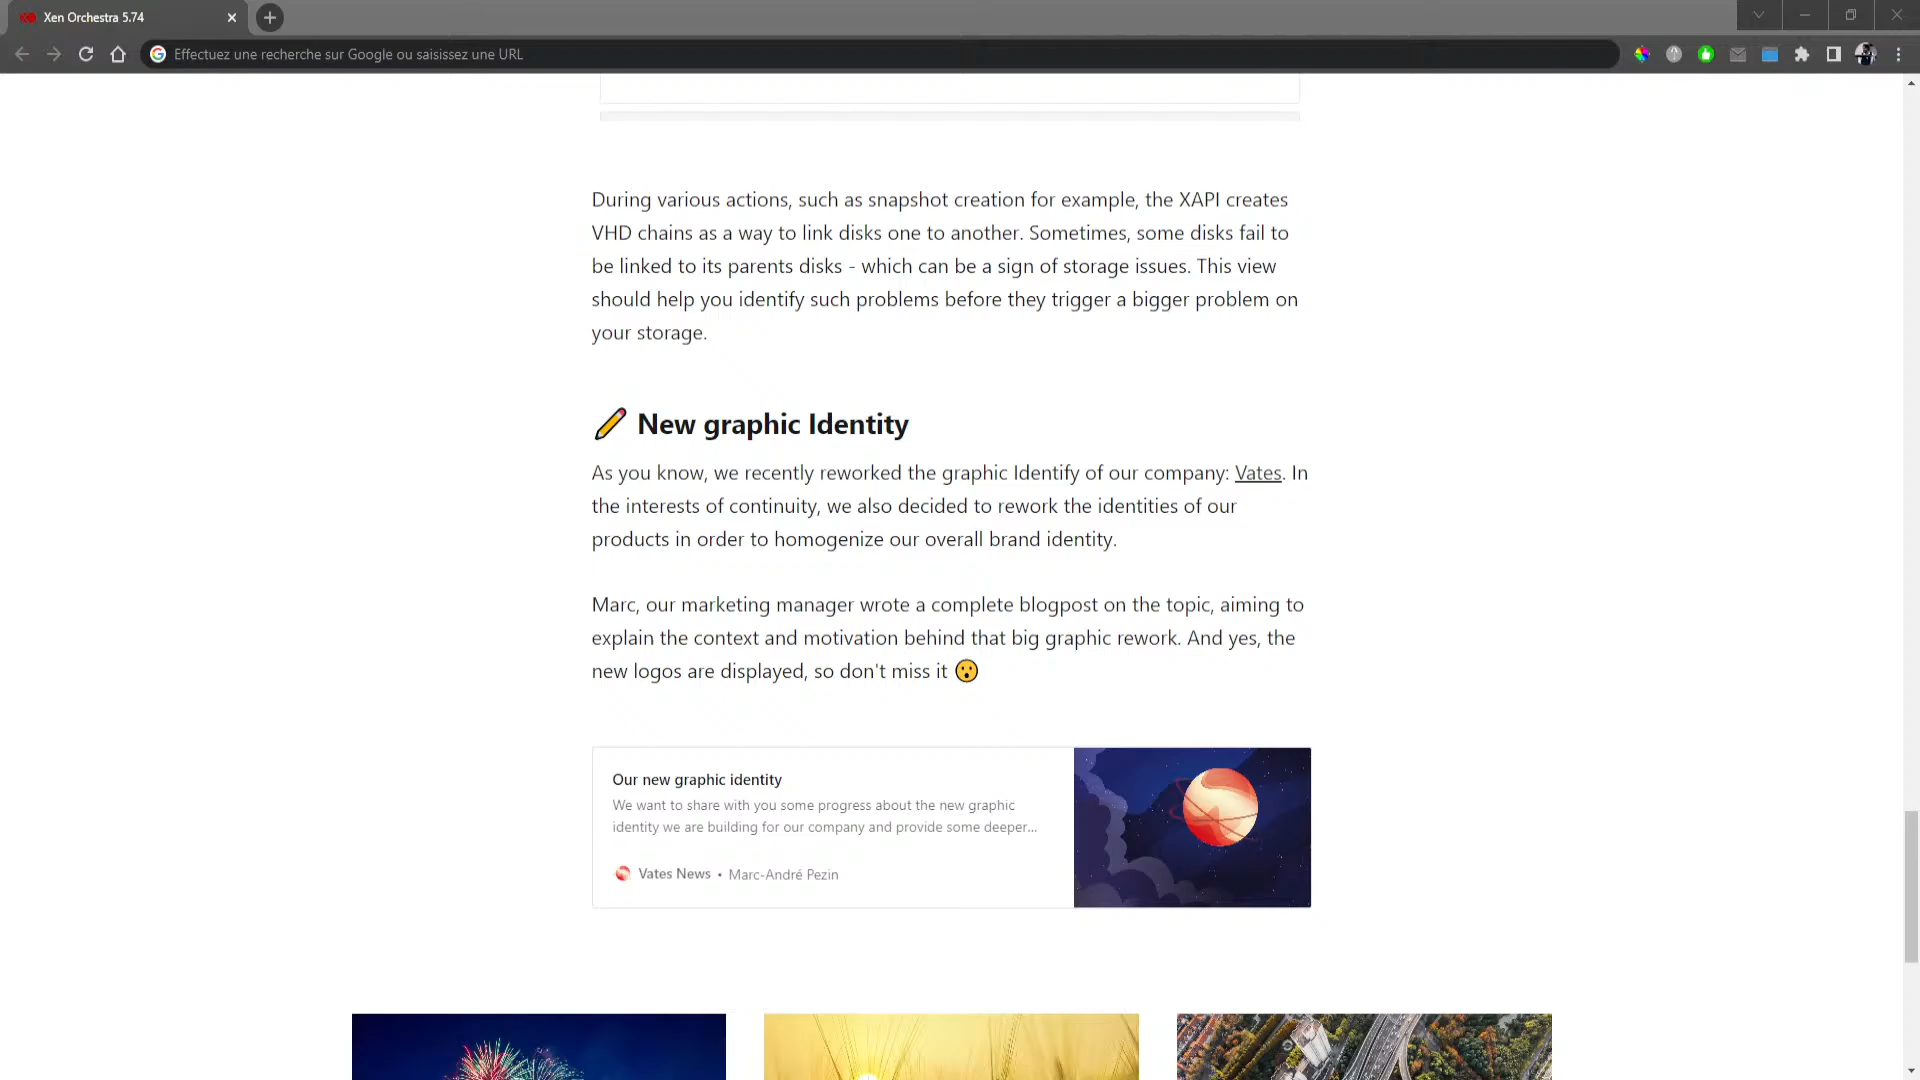 Xen Orchestra 5.74
Effectuez une recherche sur Google ou saisissez une URL
During various actions, such as snapshot creation for example, the XAPI creates
VHD chains as a way to link disks one to another. Sometimes, some disks fail to
be linked to its parents disks - which can be a sign of storage issues. This view
should help you identify such problems before they trigger a bigger problem on
your storage.
New graphic Identity
As you know, we recently reworked the graphic Identify of our company: Vates. In
the interests of continuity, we also decided to rework the identities of our
products in order to homogenize our overall brand identity.
Marc, our marketing manager wrote a complete blogpost on the topic, aiming to
explain the context and motivation behind that big graphic rework. And yes, the
new logos are displayed, so don't miss it 😮
Our new graphic identity
We want to share with you some progress about the new graphic
identity we are building for our company and provide some deeper...
Vates News • Marc-André Pezin